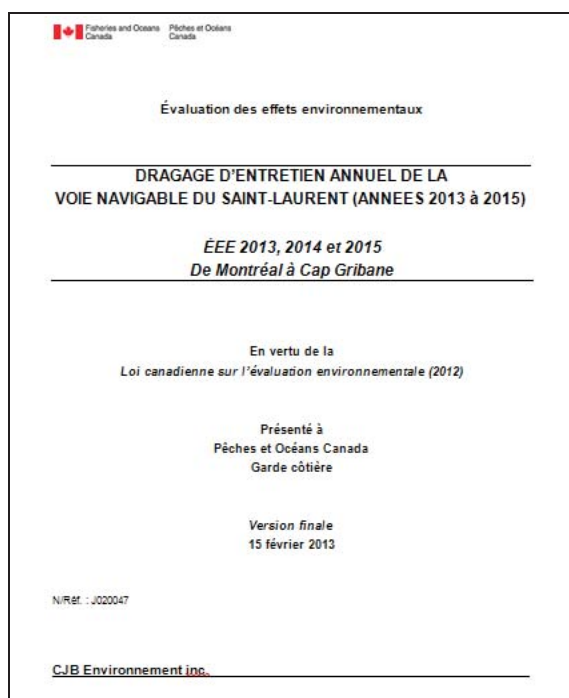 Fisheries and Oceans Pêches et Océans
Canada Canada
Évaluation des effets environnementaux
DRAGAGE D'ENTRETIEN ANNUEL DE LA
VOIE NAVIGABLE DU SAINT-LAURENT (ANNEES 2013 à 2015)
ÉEE 2013, 2014 et 2015
De Montréal à Cap Gribane
En vertu de la
Loi canadienne sur l'évaluation environnementale (2012)
Présenté à
Pêches et Océans Canada
Garde côtière
Version finale
15 février 2013
N/Réf. : J020047
CJB Environnement inc.